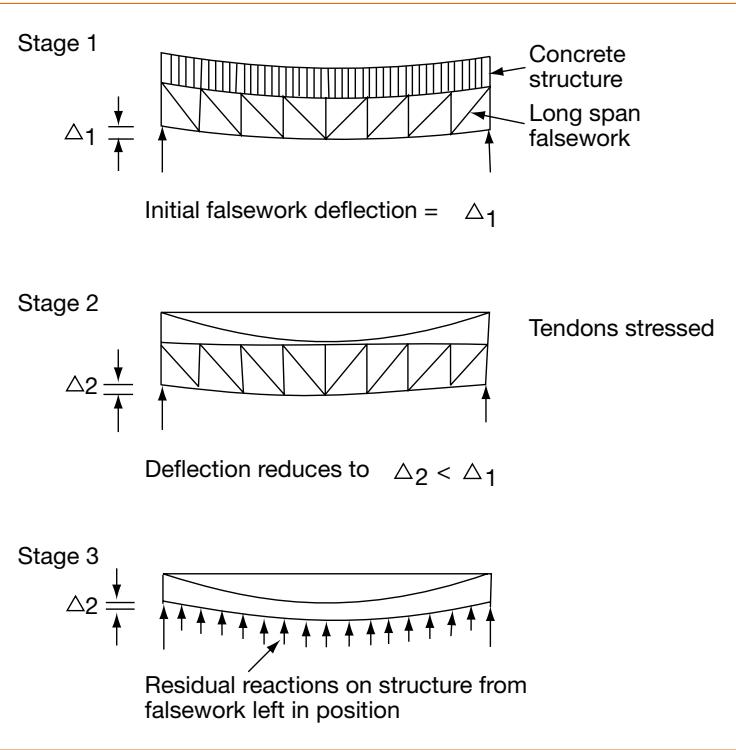 Stage 1
Concrete
structure
Long span
falsework
△1
Initial falsework deflection = △1
Stage 2
Tendons stressed
△2
Deflection reduces to △2 < △1
Stage 3
△2
Residual reactions on structure from
falsework left in position